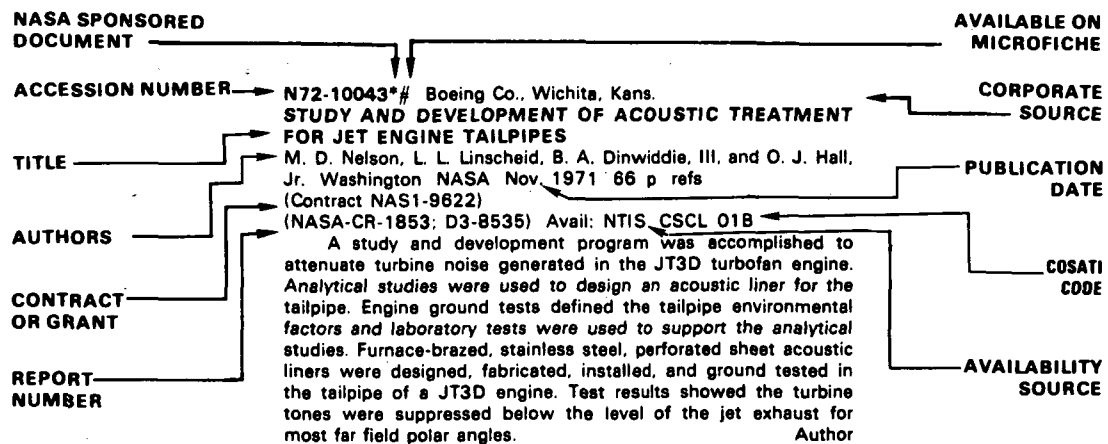 NASA SPONSORED
DOCUMENT
AVAILABLE ON
MICROFICHE
ACCESSION NUMBER
N72-10043*# Boeing Co., Wichita, Kans.
CORPORATE
SOURCE
STUDY AND DEVELOPMENT OF ACOUSTIC TREATMENT
FOR JET ENGINE TAILPIPES
TITLE
M. D. Nelson, L. L. Linscheid, B. A. Dinwiddie, III, and O. J. Hall,
Jr. Washington NASA Nov. 1971 66 p refs
PUBLICATION
DATE
(Contract NAS1-9622)
(NASA-CR-1853; D3-8535) Avail: NTIS CSCL 01B
AUTHORS
A study and development program was accomplished to
attenuate turbine noise generated in the JT3D turbofan engine.
Analytical studies were used to design an acoustic liner for the
tailpipe. Engine ground tests defined the tailpipe environmental
factors and laboratory tests were used to support the analytical
studies. Furnace-brazed, stainless steel, perforated sheet acoustic
liners were designed, fabricated, installed, and ground tested in
the tailpipe of a JT3D engine. Test results showed the turbine
tones were suppressed below the level of the jet exhaust for
most far field polar angles. Author
COSATI
CODE
CONTRACT
OR GRANT
AVAILABILITY
SOURCE
REPORT
NUMBER